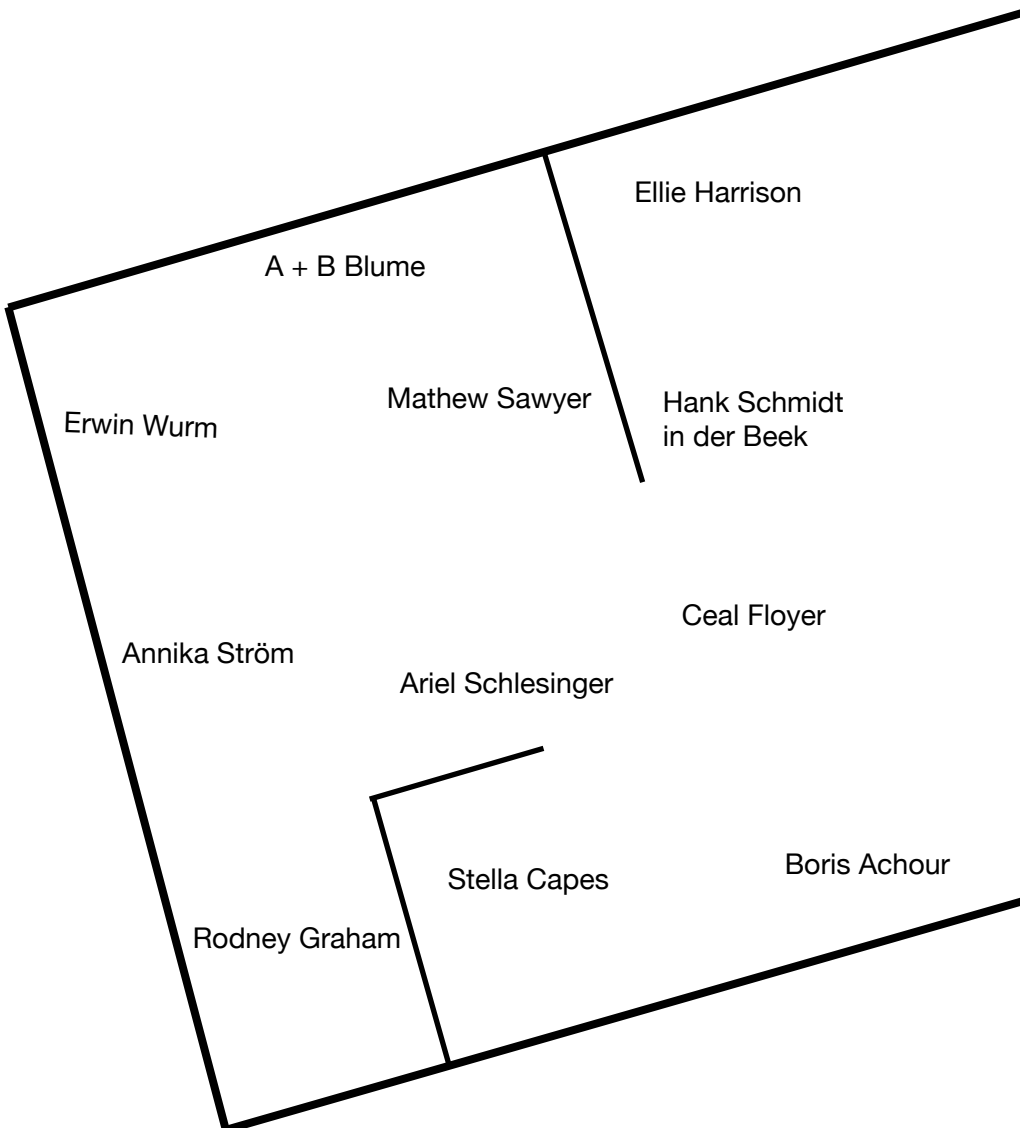 Ellie Harrison
A + B Blume
Mathew Sawyer
Hank Schmidt
in der Beek
Erwin Wurm
Ceal Floyer
Annika Ström
Ariel Schlesinger
Boris Achour
Stella Capes
Rodney Graham